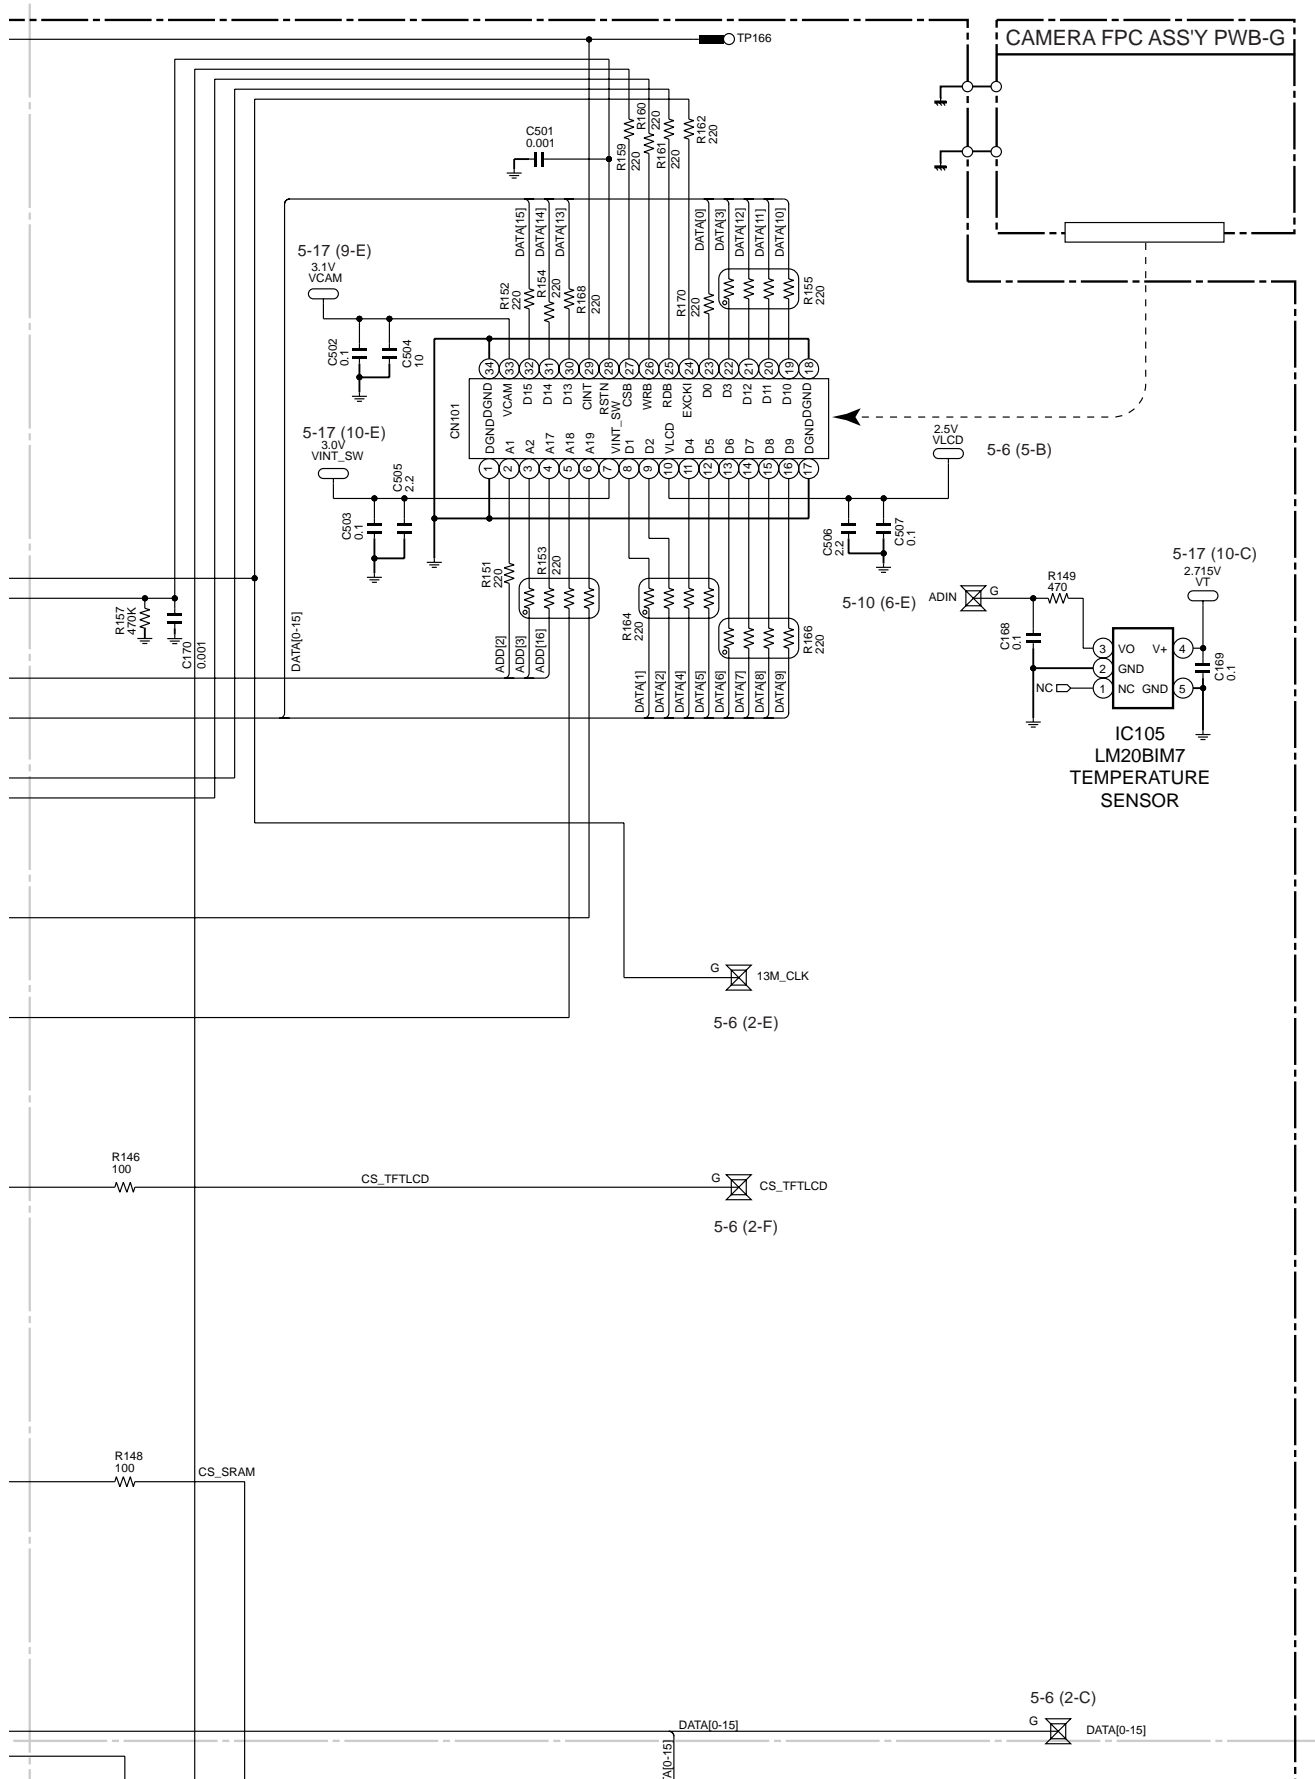 TP166
CAMERA FPC ASS'Y PWB-G
C501
0.001
R159
220
R160
220
R161
220
R162
220
DATA[15]
DATA[14]
DATA[13]
DATA[0]
DATA[3]
DATA[12]
DATA[11]
DATA[10]
5-17 (9-E)
3.1V
VCAM
R152
220
R154
220
R168
220
R170
220
R155
220
C502
0.1
C504
10
34
33
32
31
30
29
28
27
26
25
24
23
22
21
20
19
18
CN101
DGND
DGND
VCAM
D15
D14
D13
CINT
RSTN
CSB
WRB
RDB
EXCKI
D0
D3
D12
D11
D10
DGND
DGND
A1
A2
A17
A18
A19
VINT_SW
D1
D2
VLCD
D4
D5
D6
D7
D8
D9
1
2
3
4
5
6
7
8
9
10
11
12
13
14
15
16
17
5-17 (10-E)
3.0V
VINT_SW
C505
2.2
C503
0.1
2.5V
VLCD
5-6 (5-B)
C506
2.2
C507
0.1
R151
220
R153
220
R164
220
R166
220
R157
470K
C170
0.001
DATA[0-15]
ADD[2]
ADD[3]
ADD[16]
DATA[1]
DATA[2]
DATA[4]
DATA[5]
DATA[6]
DATA[7]
DATA[8]
DATA[9]
5-17 (10-C)
2.715V
VT
5-10 (6-E)
ADIN
G
R149
470
C168
0.1
C169
0.1
3 VO V+ 4
2 GND
NC 1 NC GND 5
IC105
LM20BIM7
TEMPERATURE
SENSOR
G
13M_CLK
5-6 (2-E)
R146
100
CS_TFTLCD
G
CS_TFTLCD
5-6 (2-F)
R148
100
CS_SRAM
5-6 (2-C)
DATA[0-15]
G
DATA[0-15]